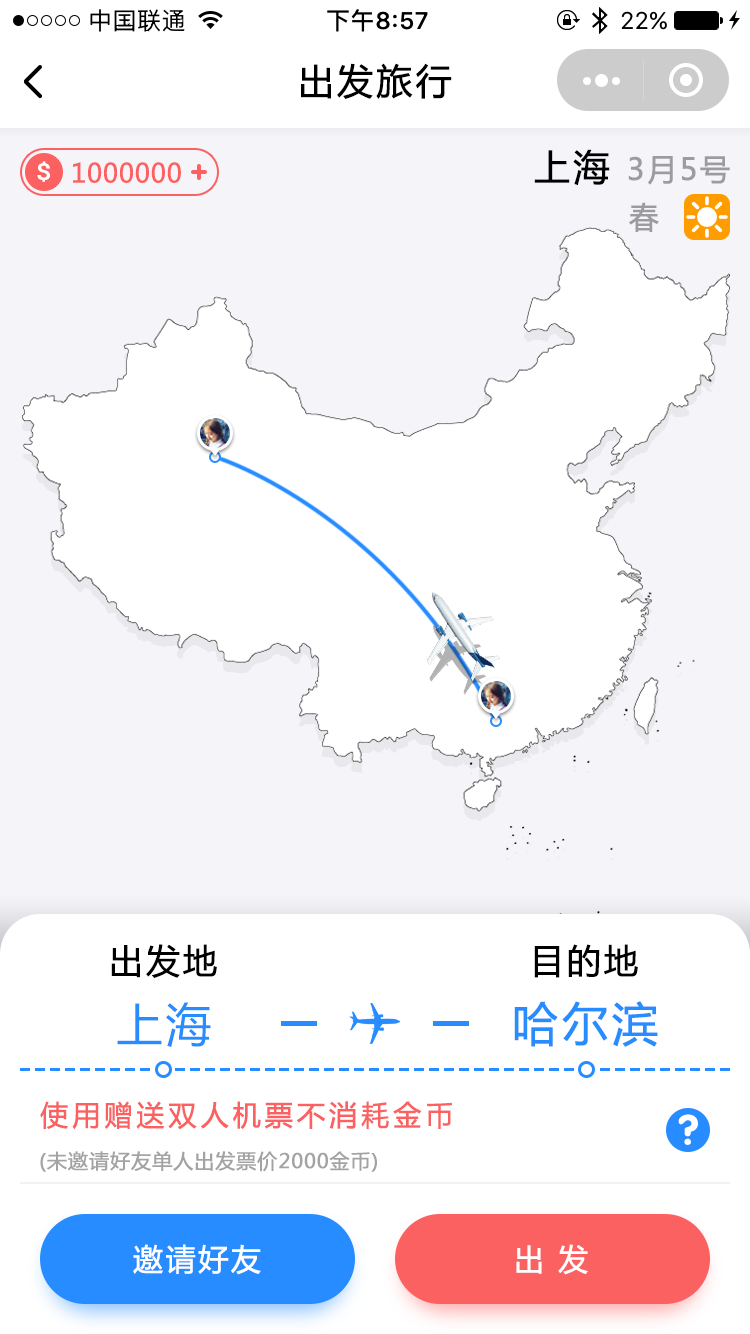 中国联通 下午8:57 22%
出发旅行
$ 1000000 +
上海 3月5号
春
出发地 目的地
上海 哈尔滨
使用赠送双人机票不消耗金币
(未邀请好友单人出发票价2000金币)
?
邀请好友 出 发